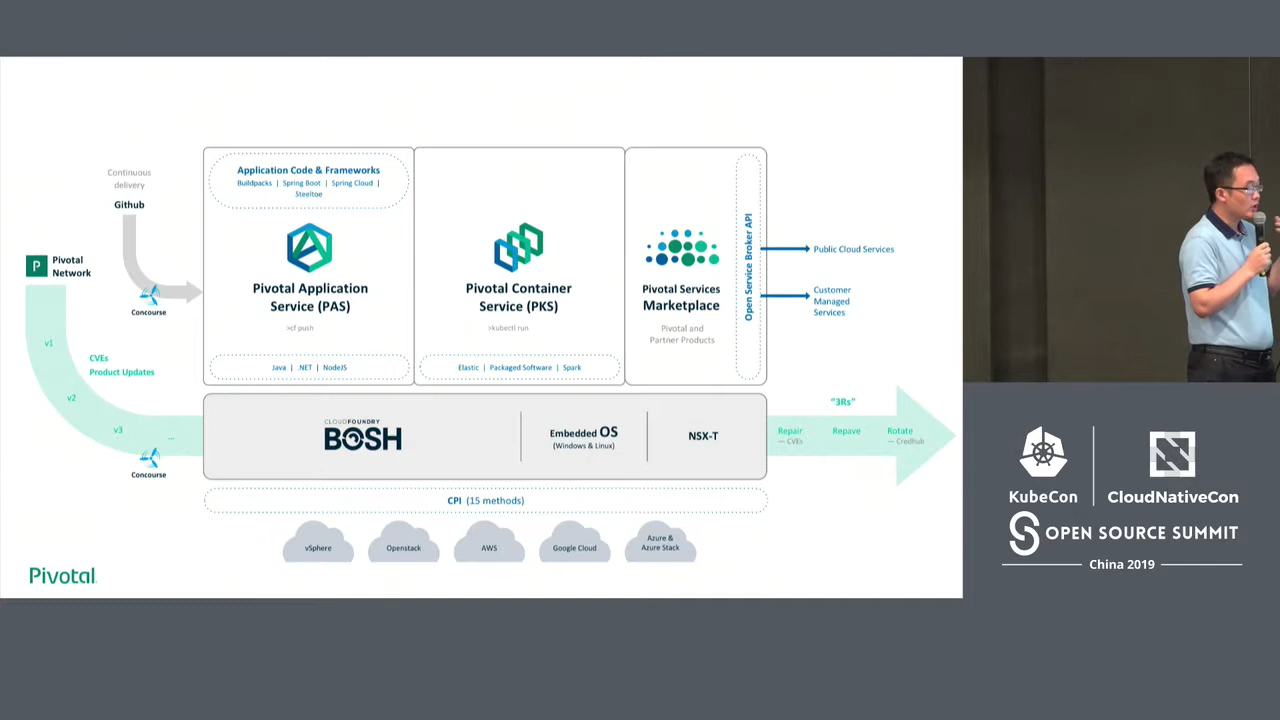 Continuous
delivery
Github
P
Pivotal
Network
Concourse
v1
v2
v3
...
CVEs
Product Updates
Concourse
Application Code & Frameworks
Buildpacks | Spring Boot | Spring Cloud |
Steeltoe
Pivotal Application
Service (PAS)
>cf push
Java | .NET | NodeJS
Pivotal Container
Service (PKS)
>kubectl run
Elastic | Packaged Software | Spark
Pivotal Services
Marketplace
Pivotal and
Partner Products
Open Service Broker API
Public Cloud Services
Customer
Managed
Services
CLOUDFOUNDRY
BOSH
Embedded OS
(Windows & Linux)
NSX-T
"3Rs"
Repair
— CVEs
Repave
Rotate
— Credhub
CPI (15 methods)
vSphere
Openstack
AWS
Google Cloud
Azure &
Azure Stack
Pivotal
KubeCon
CloudNativeCon
OPEN SOURCE SUMMIT
China 2019